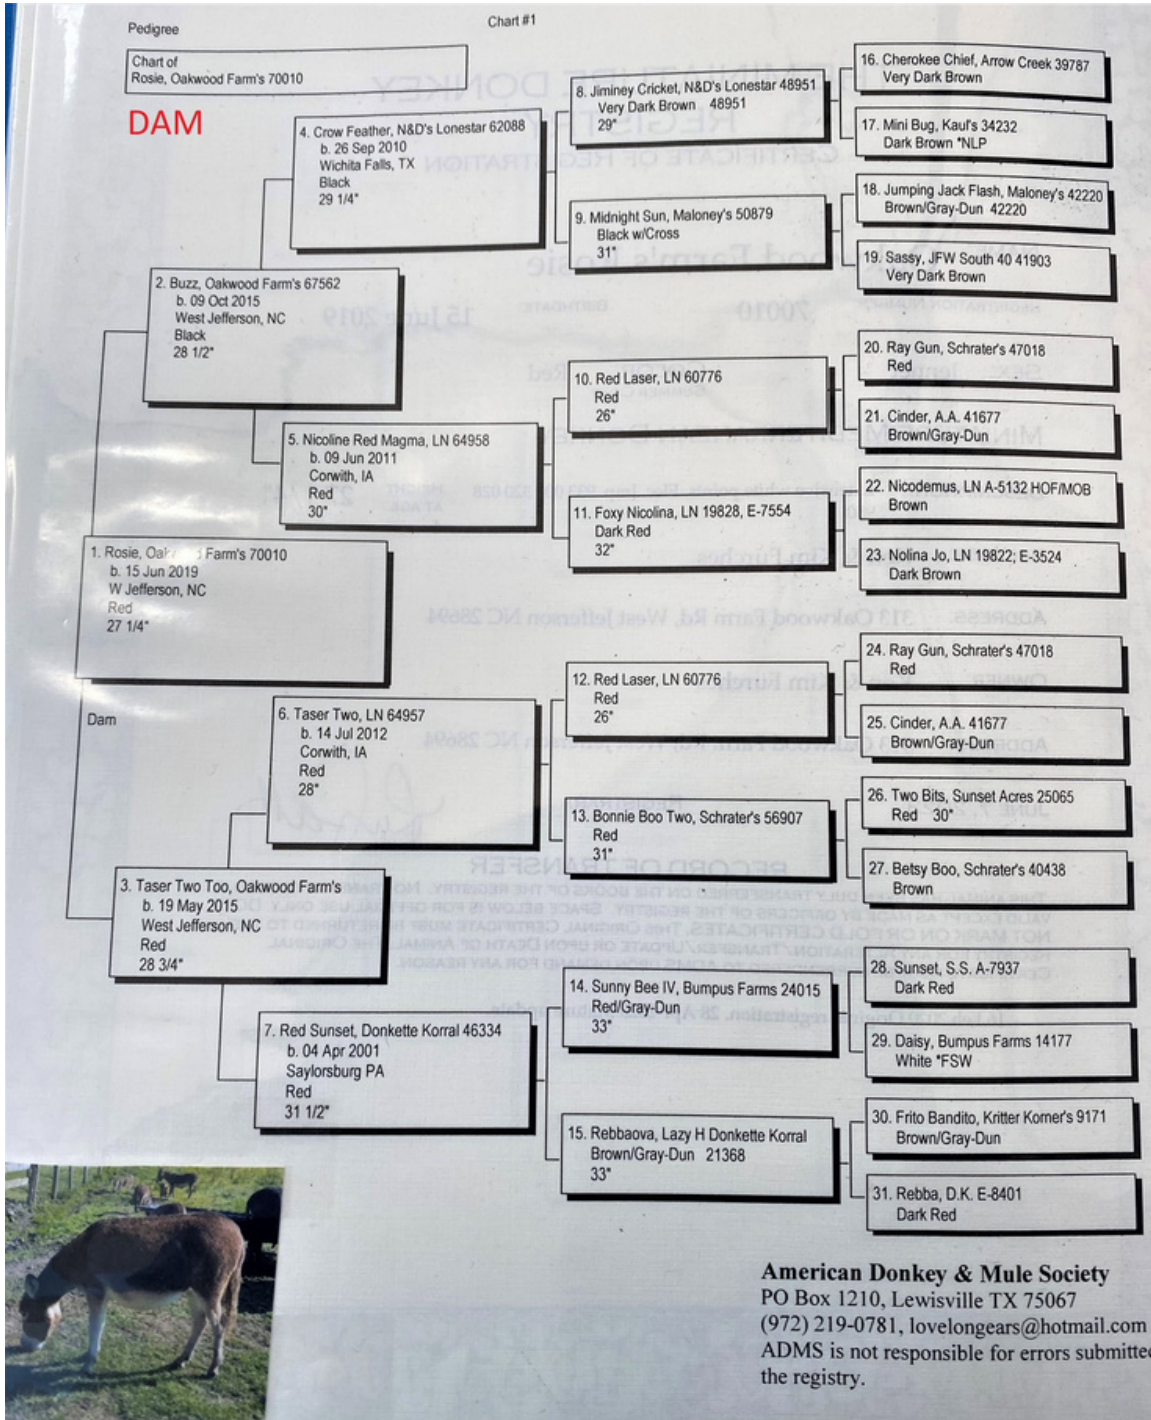 Pedigree
Chart #1
Chart of
Rosie, Oakwood Farm's 70010
DAM
4. Crow Feather, N&D's Lonestar 62088
b. 26 Sep 2010
Wichita Falls, TX
Black
29 1/4"
8. Jiminey Cricket, N&D's Lonestar 48951
Very Dark Brown 48951
29"
16. Cherokee Chief, Arrow Creek 39787
Very Dark Brown
17. Mini Bug, Kaul's 34232
Dark Brown *NLP
9. Midnight Sun, Maloney's 50879
Black w/Cross
31"
18. Jumping Jack Flash, Maloney's 42220
Brown/Gray-Dun 42220
19. Sassy, JFW South 40 41903
Very Dark Brown
2. Buzz, Oakwood Farm's 67562
b. 09 Oct 2015
West Jefferson, NC
Black
28 1/2"
5. Nicoline Red Magma, LN 64958
b. 09 Jun 2011
Corwith, IA
Red
30"
10. Red Laser, LN 60776
Red
26"
20. Ray Gun, Schrater's 47018
Red
21. Cinder, A.A. 41677
Brown/Gray-Dun
11. Foxy Nicolina, LN 19828, E-7554
Dark Red
32"
22. Nicodemus, LN A-5132 HOF/MOB
Brown
23. Nolina Jo, LN 19822; E-3524
Dark Brown
1. Rosie, Farm's 70010
b. 15 Jun 2019
W Jefferson, NC
Red
27 1/4"
Dam
6. Taser Two, LN 64957
b. 14 Jul 2012
Corwith, IA
Red
28"
12. Red Laser, LN 60776
Red
26"
24. Ray Gun, Schrater's 47018
Red
25. Cinder, A.A. 41677
Brown/Gray-Dun
13. Bonnie Boo Two, Schrater's 56907
Red
31"
26. Two Bits, Sunset Acres 25065
Red 30"
27. Betsy Boo, Schrater's 40438
Brown
3. Taser Two Too, Oakwood Farm's
b. 19 May 2015
West Jefferson, NC
Red
28 3/4"
7. Red Sunset, Donkette Korral 46334
b. 04 Apr 2001
Saylorsburg PA
Red
31 1/2"
14. Sunny Bee IV, Bumpus Farms 24015
Red/Gray-Dun
33"
28. Sunset, S.S. A-7937
Dark Red
29. Daisy, Bumpus Farms 14177
White *FSW
15. Rebbaova, Lazy H Donkette Korral
Brown/Gray-Dun 21368
33"
30. Frito Bandito, Kritter Korner's 9171
Brown/Gray-Dun
31. Rebba, D.K. E-8401
Dark Red
American Donkey & Mule Society
PO Box 1210, Lewisville TX 75067
(972) 219-0781, lovelongears@hotmail.com
ADMS is not responsible for errors submitted
the registry.